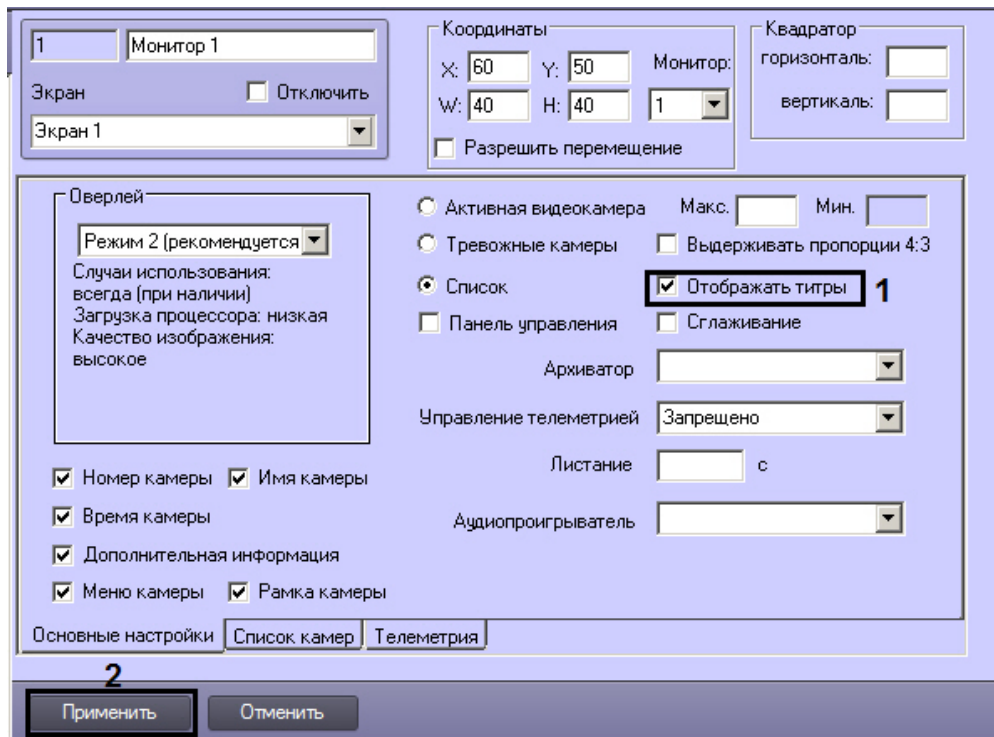 1 Монитор 1
Экран Отключить
Экран 1
Координаты
X: 60 Y: 50 Монитор:
W: 40 H: 40 1
Разрешить перемещение
Квадратор
горизонталь:
вертикаль:
Оверлей
Режим 2 (рекомендуется
Случаи использования:
всегда (при наличии)
Загрузка процессора: низкая
Качество изображения:
высокое
Активная видеокамера Макс. Мин.
Тревожные камеры Выдерживать пропорции 4:3
Список Отображать титры 1
Панель управления Сглаживание
Архиватор
Управление телеметрией Запрещено
Листание с
Аудиопроигрыватель
Номер камеры Имя камеры
Время камеры
Дополнительная информация
Меню камеры Рамка камеры
Основные настройки Список камер Телеметрия
2
Применить Отменить